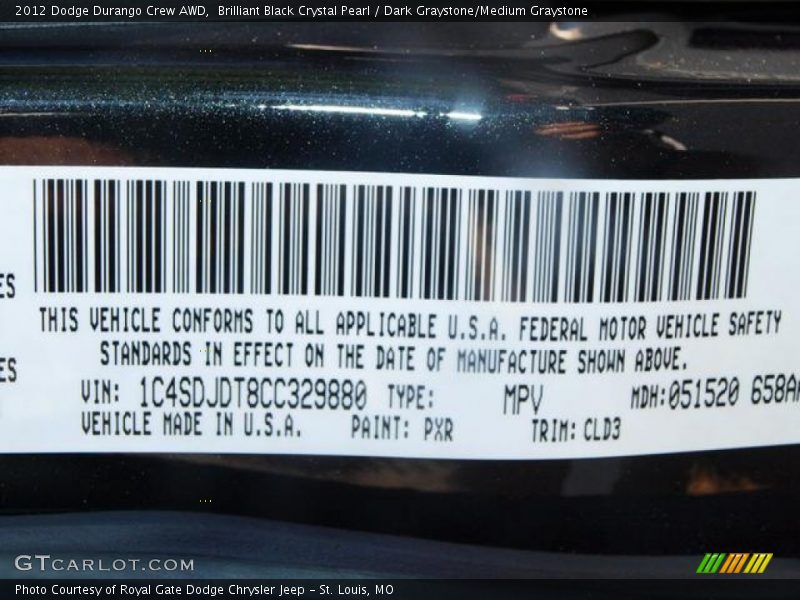 2012 Dodge Durango Crew AWD,  Brilliant Black Crystal Pearl / Dark Graystone/Medium Graystone
ES
THIS VEHICLE CONFORMS TO ALL APPLICABLE U.S.A. FEDERAL MOTOR VEHICLE SAFETY
ES STANDARDS IN EFFECT ON THE DATE OF MANUFACTURE SHOWN ABOVE.
VIN: 1C4SDJDT8CC329880 TYPE: MPV MDH:051520 658A
VEHICLE MADE IN U.S.A. PAINT: PXR TRIM: CLD3
GTCARLOT.COM
Photo Courtesy of Royal Gate Dodge Chrysler Jeep – St. Louis, MO